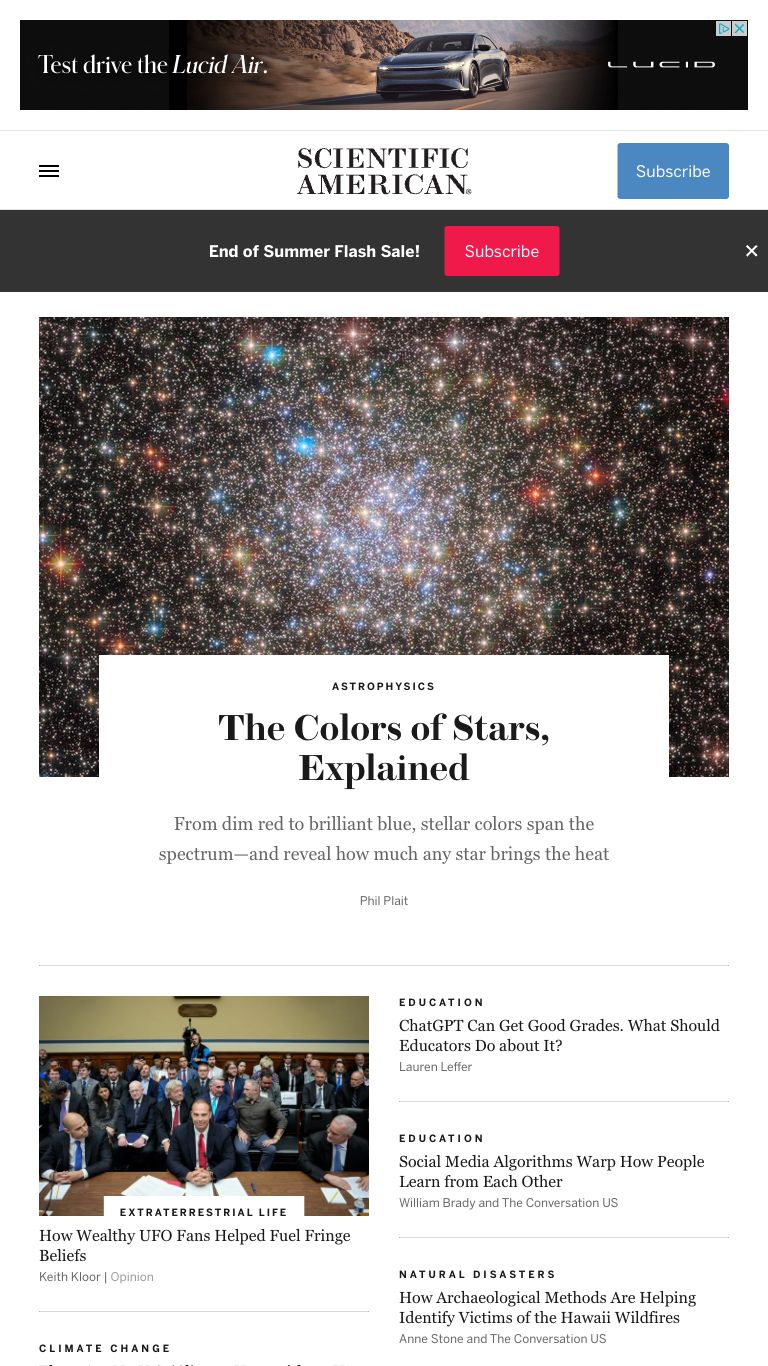 Test drive the Lucid Air.
LUCID
SCIENTIFIC
AMERICAN®
Subscribe
End of Summer Flash Sale!
Subscribe
ASTROPHYSICS
The Colors of Stars,
Explained
From dim red to brilliant blue, stellar colors span the
spectrum—and reveal how much any star brings the heat
Phil Plait
EXTRATERRESTRIAL LIFE
How Wealthy UFO Fans Helped Fuel Fringe
Beliefs
Keith Kloor | Opinion
CLIMATE CHANGE
EDUCATION
ChatGPT Can Get Good Grades. What Should
Educators Do about It?
Lauren Leffer
EDUCATION
Social Media Algorithms Warp How People
Learn from Each Other
William Brady and The Conversation US
NATURAL DISASTERS
How Archaeological Methods Are Helping
Identify Victims of the Hawaii Wildfires
Anne Stone and The Conversation US